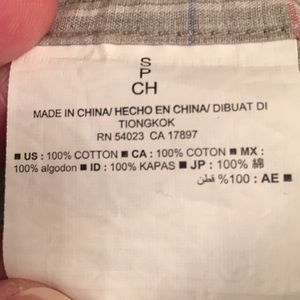 S
P
CH
MADE IN CHINA/ HECHO EN CHINA/ DIBUAT DI
TIONGKOK
RN 54023 CA 17897
■ US : 100% COTTON ■ CA : 100% COTON ■ MX :
100% algodon ■ ID : 100% KAPAS ■ JP : 100% 綿
■ AE : 100% قطن